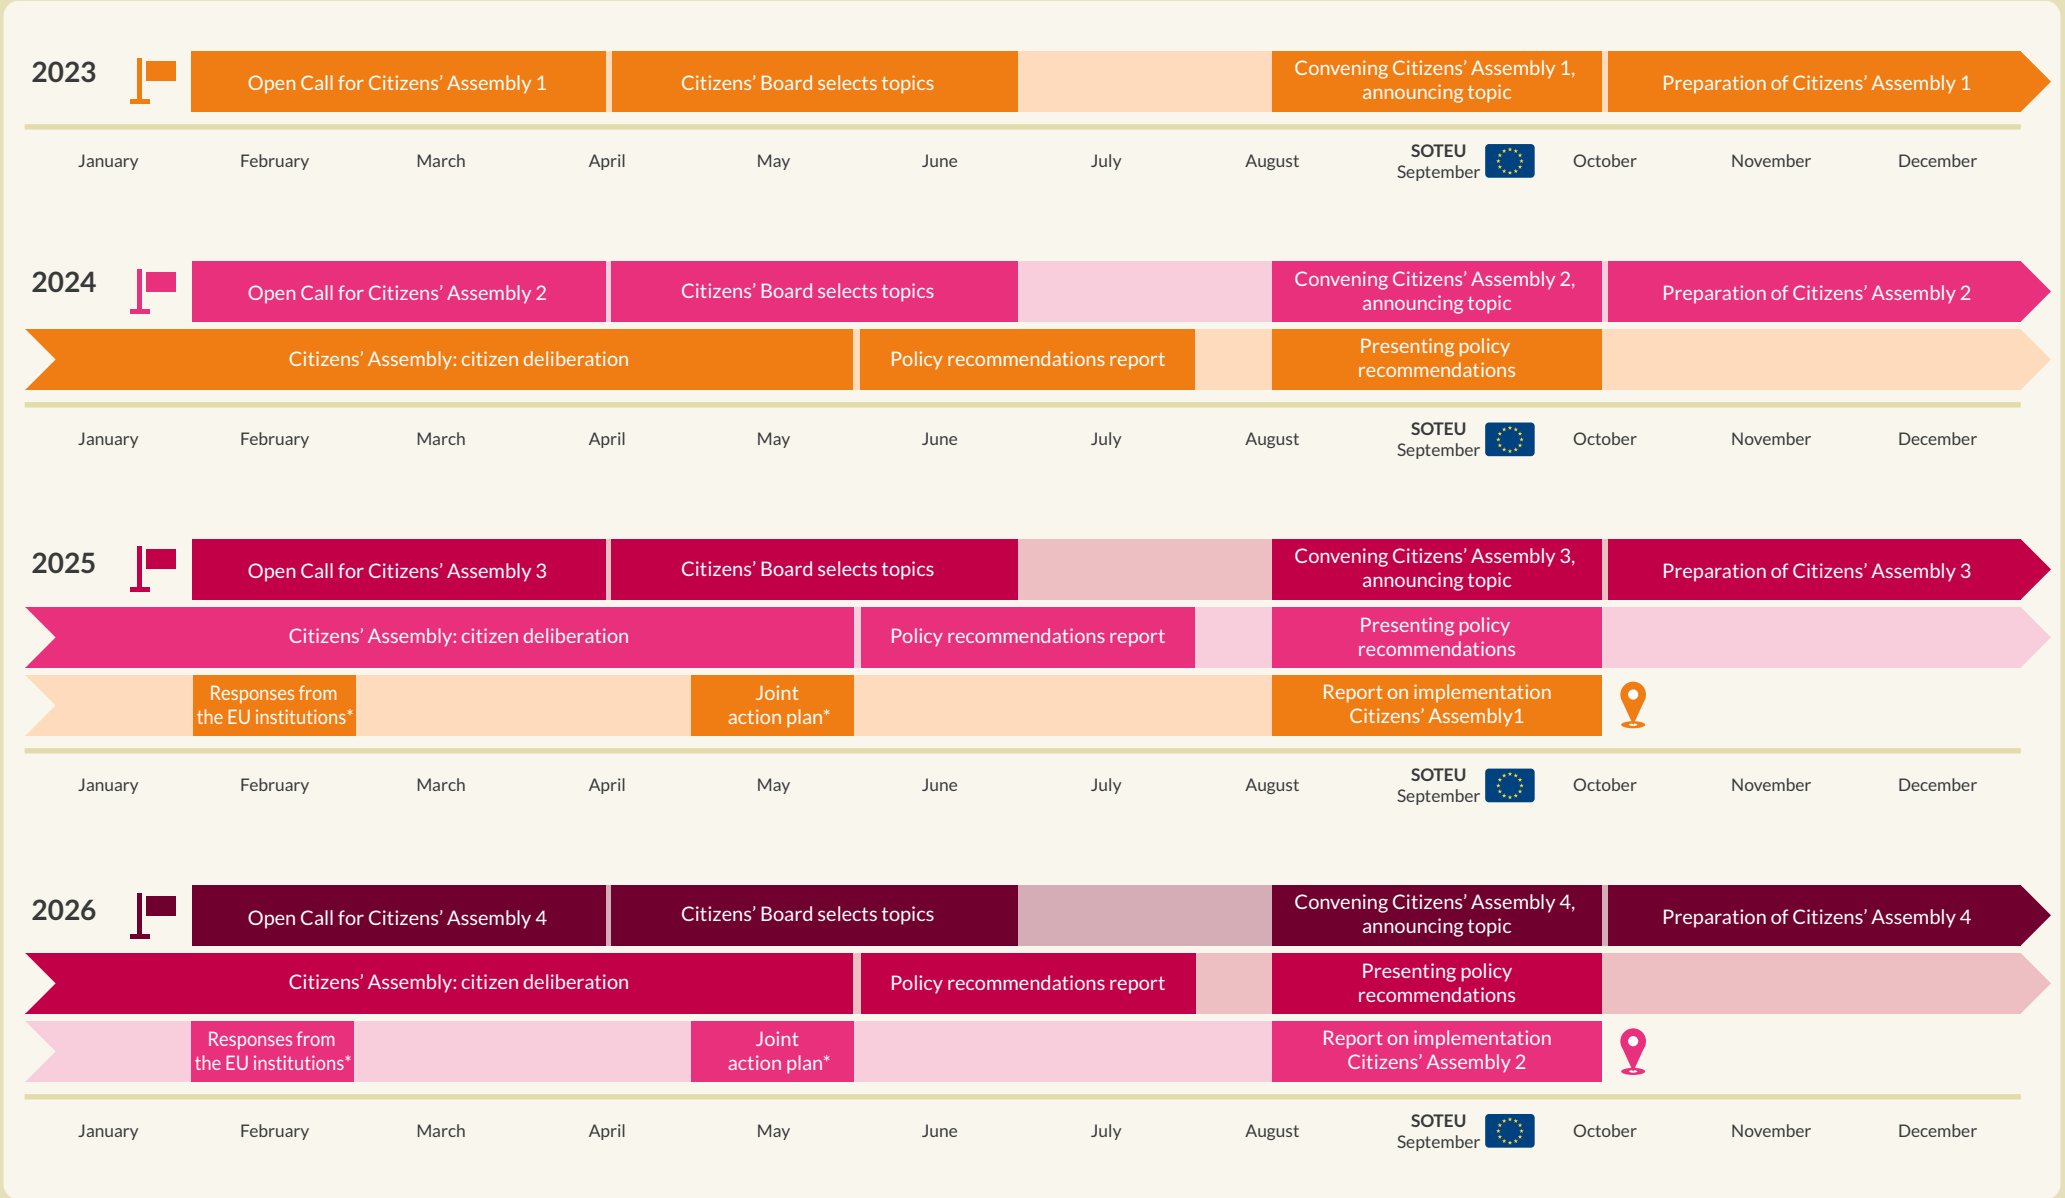 2023
Open Call for Citizens’ Assembly 1
Citizens’ Board selects topics
Convening Citizens’ Assembly 1,
announcing topic
Preparation of Citizens’ Assembly 1
January
February
March
April
May
June
July
August
SOTEU
September
October
November
December
2024
Open Call for Citizens’ Assembly 2
Citizens’ Board selects topics
Convening Citizens’ Assembly 2,
announcing topic
Preparation of Citizens’ Assembly 2
Citizens’ Assembly: citizen deliberation
Policy recommendations report
Presenting policy
recommendations
January
February
March
April
May
June
July
August
SOTEU
September
October
November
December
2025
Open Call for Citizens’ Assembly 3
Citizens’ Board selects topics
Convening Citizens’ Assembly 3,
announcing topic
Preparation of Citizens’ Assembly 3
Citizens’ Assembly: citizen deliberation
Policy recommendations report
Presenting policy
recommendations
Responses from
the EU institutions*
Joint
action plan*
Report on implementation
Citizens’ Assembly1
January
February
March
April
May
June
July
August
SOTEU
September
October
November
December
2026
Open Call for Citizens’ Assembly 4
Citizens’ Board selects topics
Convening Citizens’ Assembly 4,
announcing topic
Preparation of Citizens’ Assembly 4
Citizens’ Assembly: citizen deliberation
Policy recommendations report
Presenting policy
recommendations
Responses from
the EU institutions*
Joint
action plan*
Report on implementation
Citizens’ Assembly 2
January
February
March
April
May
June
July
August
SOTEU
September
October
November
December